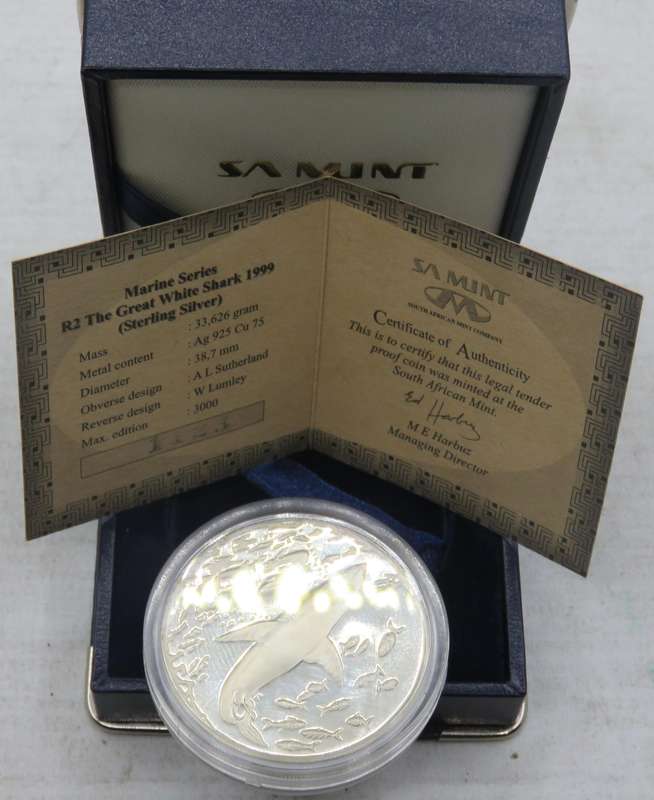 SA MINT
Marine Series
R2 The Great White Shark 1999
(Sterling Silver)
Mass : 33,626 gram
Metal content : Ag 925 Cu 75
Diameter : 38,7 mm
Obverse design : A L Sutherland
Reverse design : W Lumley
Max. edition : 3000
SA MINT
SOUTH AFRICAN MINT COMPANY
Certificate of Authenticity
This is to certify that this legal tender
proof coin was minted at the
South African Mint.
Ed Harbuz
M E Harbuz
Managing Director